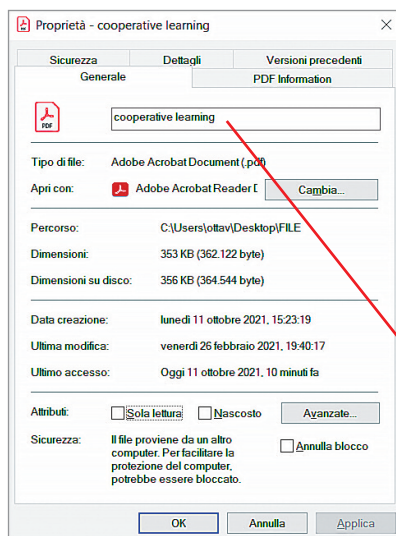 Proprietà - cooperative learning
Sicurezza Dettagli Versioni precedenti
Generale PDF Information
PDF
cooperative learning
Tipo di file: Adobe Acrobat Document (.pdf)
Apri con: Adobe Acrobat Reader D Cambia...
Percorso: C:\Users\ottav\Desktop\FILE
Dimensioni: 353 KB (362.122 byte)
Dimensioni su disco: 356 KB (364.544 byte)
Data creazione: lunedì 11 ottobre 2021, 15:23:19
Ultima modifica: venerdì 26 febbraio 2021, 19:40:17
Ultimo accesso: Oggi 11 ottobre 2021, 10 minuti fa
Attributi: Sola lettura Nascosto Avanzate...
Sicurezza: Il file proviene da un altro
computer. Per facilitare la
protezione del computer,
potrebbe essere bloccato.
Annulla blocco
OK Annulla Applica